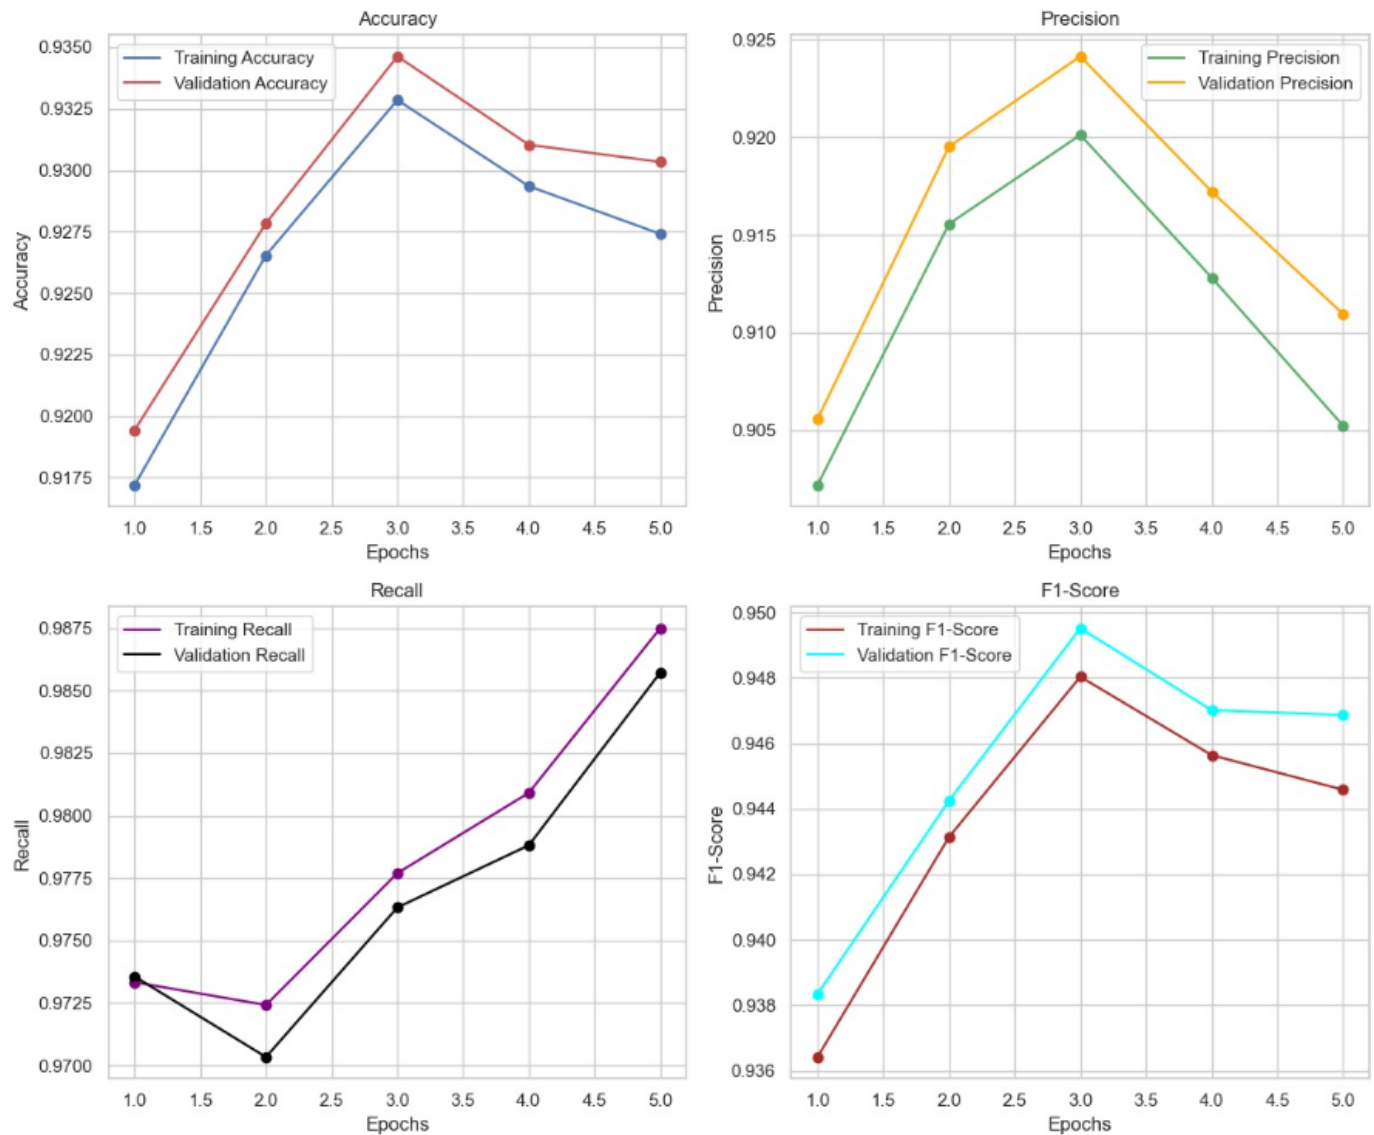 Accuracy
0.9350
0.9325
0.9300
0.9275
0.9250
0.9225
0.9200
0.9175
Accuracy
Training Accuracy
Validation Accuracy
1.0 1.5 2.0 2.5 3.0 3.5 4.0 4.5 5.0
Epochs
Precision
0.925
0.920
0.915
0.910
0.905
Precision
Training Precision
Validation Precision
1.0 1.5 2.0 2.5 3.0 3.5 4.0 4.5 5.0
Epochs
Recall
0.9875
0.9850
0.9825
0.9800
0.9775
0.9750
0.9725
0.9700
Recall
Training Recall
Validation Recall
1.0 1.5 2.0 2.5 3.0 3.5 4.0 4.5 5.0
Epochs
F1-Score
0.950
0.948
0.946
0.944
0.942
0.940
0.938
0.936
F1-Score
Training F1-Score
Validation F1-Score
1.0 1.5 2.0 2.5 3.0 3.5 4.0 4.5 5.0
Epochs